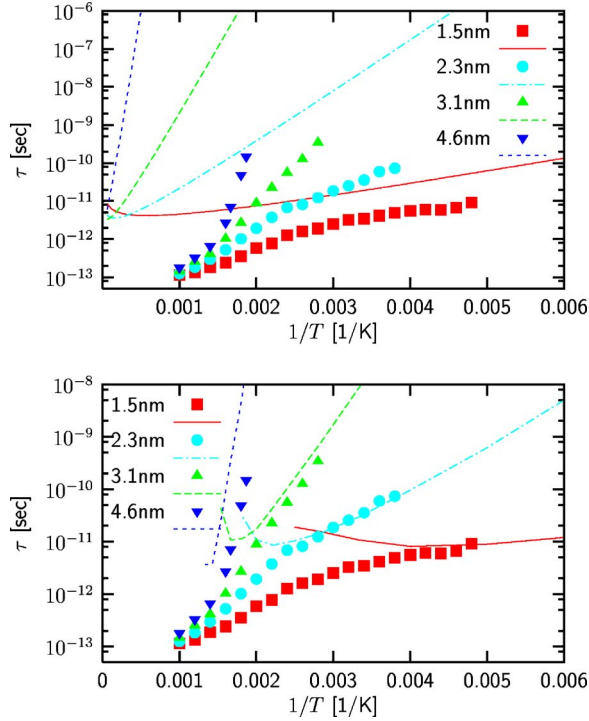 10⁻⁶
10⁻⁷
10⁻⁸
10⁻⁹
10⁻¹⁰
10⁻¹¹
10⁻¹²
10⁻¹³
τ [sec]
1.5nm
2.3nm
3.1nm
4.6nm
0 0.001 0.002 0.003 0.004 0.005 0.006
1/T [1/K]
10⁻⁸
10⁻⁹
10⁻¹⁰
10⁻¹¹
10⁻¹²
10⁻¹³
τ [sec]
1.5nm
2.3nm
3.1nm
4.6nm
0 0.001 0.002 0.003 0.004 0.005 0.006
1/T [1/K]